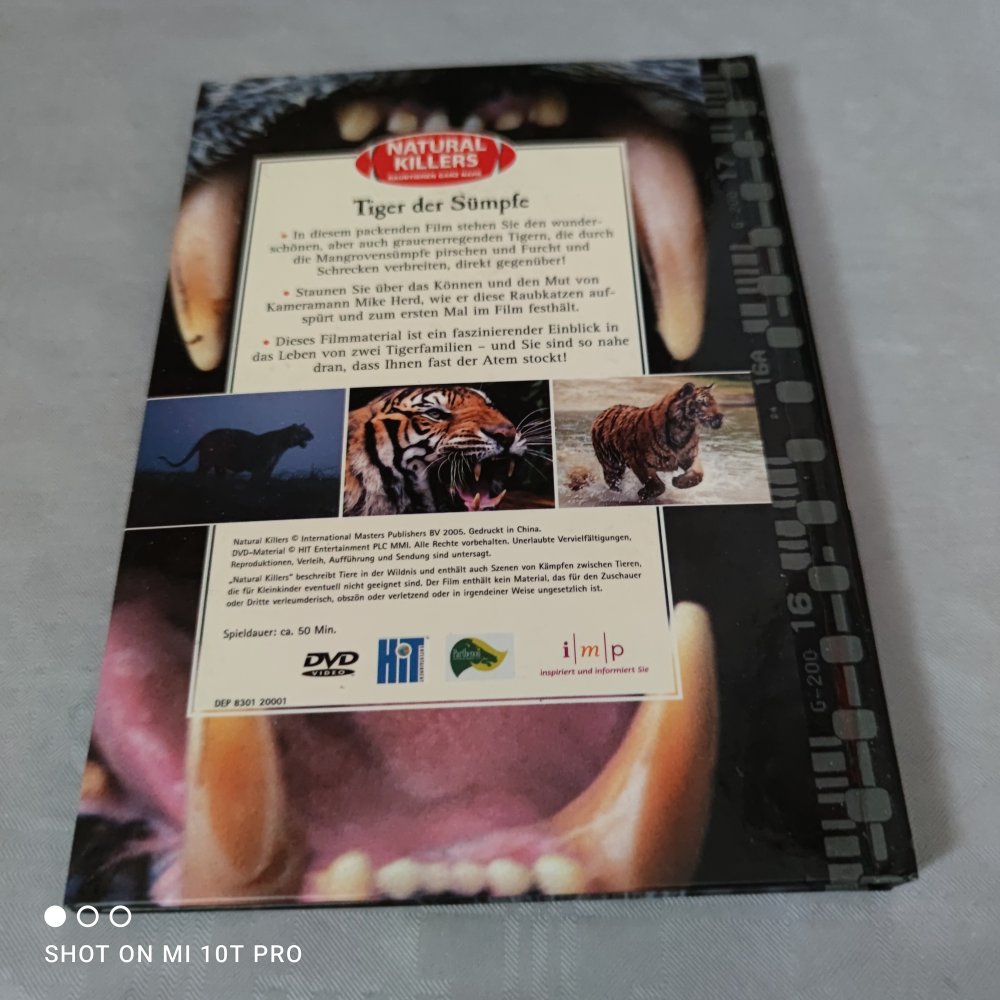 NATURAL
KILLERS
RAUBTIEREN GANZ NAHE
Tiger der Sümpfe
• In diesem packenden Film stehen Sie den wunder-
schönen, aber auch grauenerregenden Tigern, die durch
die Mangrovensümpfe pirschen und Furcht und
Schrecken verbreiten, direkt gegenüber!
• Staunen Sie über das Können und den Mut von
Kameramann Mike Herd, wie er diese Raubkatzen auf-
spürt und zum ersten Mal im Film festhält.
• Dieses Filmmaterial ist ein faszinierender Einblick in
das Leben von zwei Tigerfamilien – und Sie sind so nahe
dran, dass Ihnen fast der Atem stockt!
Natural Killers © International Masters Publishers BV 2005. Gedruckt in China.
DVD-Material © HIT Entertainment PLC MMI. Alle Rechte vorbehalten. Unerlaubte Vervielfältigungen,
Reproduktionen, Verleih, Aufführung und Sendung sind untersagt.
„Natural Killers" beschreibt Tiere in der Wildnis und enthält auch Szenen von Kämpfen zwischen Tieren,
die für Kleinkinder eventuell nicht geeignet sind. Der Film enthält kein Material, das für den Zuschauer
oder Dritte verleumderisch, obszön oder verletzend oder in irgendeiner Weise ungesetzlich ist.
Spieldauer: ca. 50 Min.
DVD
VIDEO
HiT
ENTERTAINMENT
Parthenon
i|m|p
inspiriert und informiert Sie
DEP 8301 20001
G-200 17
24 16A
G-200 16
SHOT ON MI 10T PRO